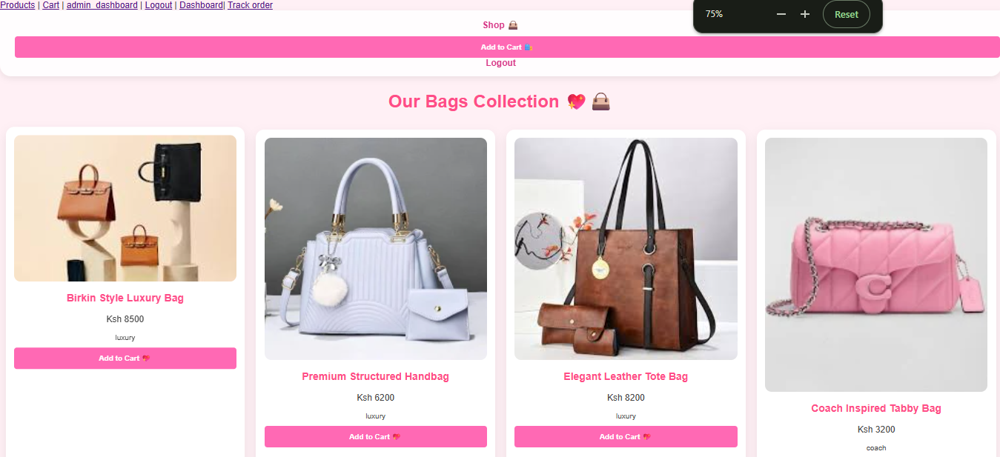 Products | Cart | admin_dashboard | Logout | Dashboard| Track order
75%
Reset
Shop 👜
Add to Cart 🛍️
Logout
Our Bags Collection 💖 👜
Birkin Style Luxury Bag
Ksh 8500
luxury
Add to Cart 💖
Premium Structured Handbag
Ksh 6200
luxury
Add to Cart 💖
Elegant Leather Tote Bag
Ksh 8200
luxury
Add to Cart 💖
Coach Inspired Tabby Bag
Ksh 3200
coach